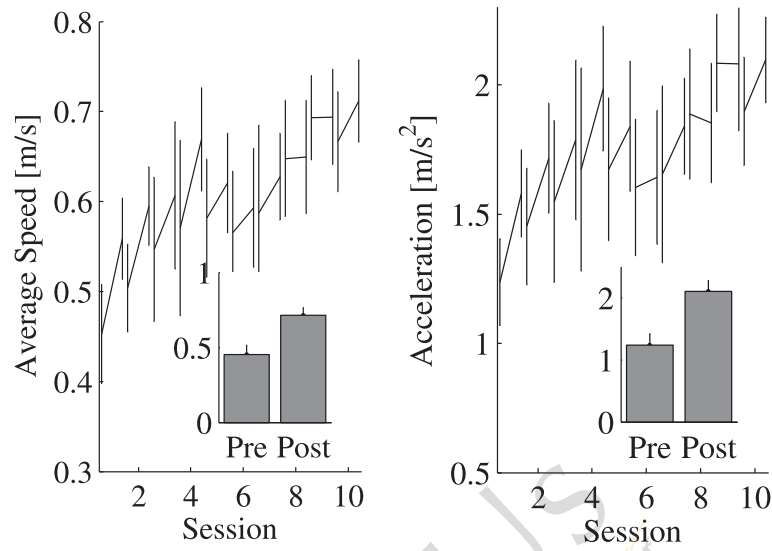 0.8
0.7
0.6
0.5
0.4
0.3
Average Speed [m/s]
2 4 6 8 10
Session
1
0.5
0
Pre Post
2
1.5
1
0.5
Acceleration [m/s²]
2 4 6 8 10
Session
2
1
0
Pre Post